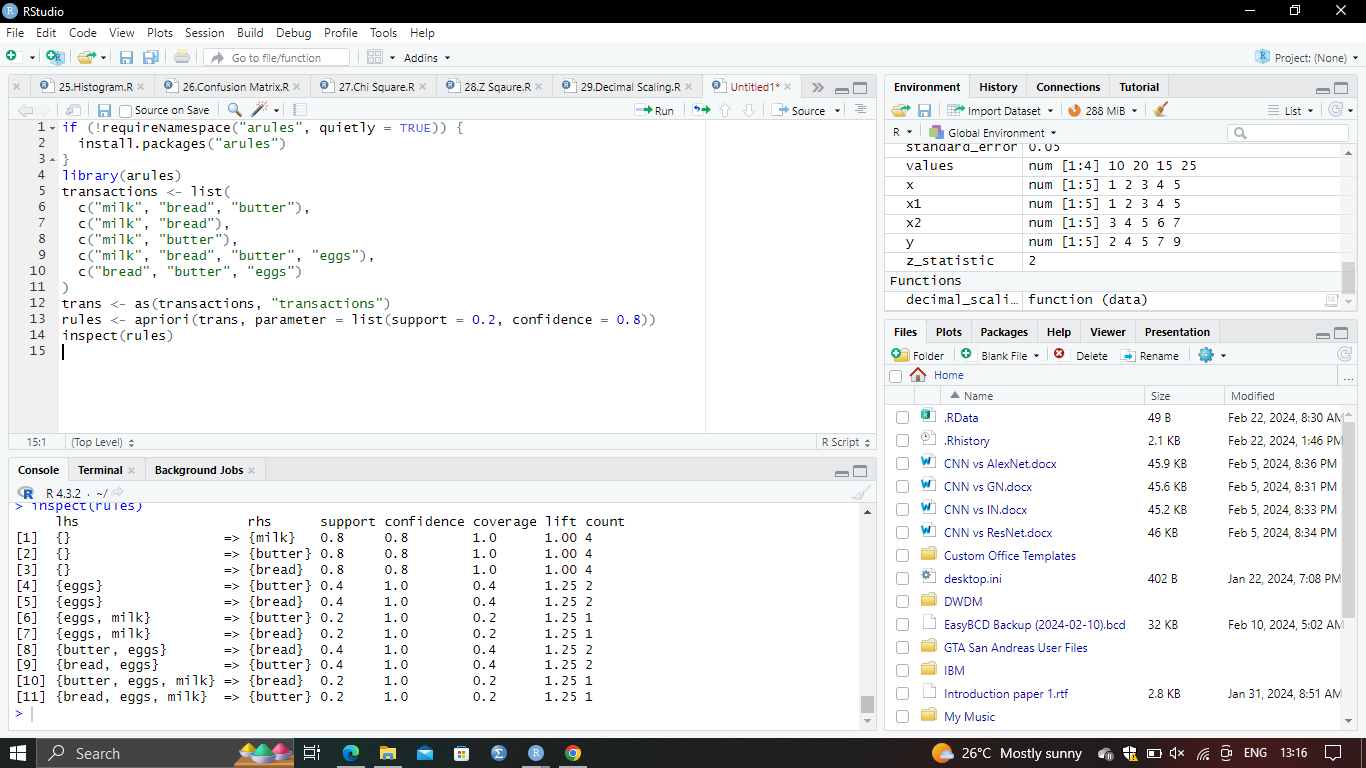 RStudio
File Edit Code View Plots Session Build Debug Profile Tools Help
Go to file/function Addins Project: (None)
25.Histogram.R 26.Confusion Matrix.R 27.Chi Square.R 28.Z Sqaure.R 29.Decimal Scaling.R Untitled1*
Source on Save Run Source
1 if (!requireNamespace("arules", quietly = TRUE)) {
2 install.packages("arules")
3 }
4 library(arules)
5 transactions <- list(
6 c("milk", "bread", "butter"),
7 c("milk", "bread"),
8 c("milk", "butter"),
9 c("milk", "bread", "butter", "eggs"),
10 c("bread", "butter", "eggs")
11 )
12 trans <- as(transactions, "transactions")
13 rules <- apriori(trans, parameter = list(support = 0.2, confidence = 0.8))
14 inspect(rules)
15
15:1 (Top Level) R Script
Console Terminal Background Jobs
R 4.3.2 · ~/
> inspect(rules)
lhs rhs support confidence coverage lift count
[1] {} => {milk} 0.8 0.8 1.0 1.00 4
[2] {} => {butter} 0.8 0.8 1.0 1.00 4
[3] {} => {bread} 0.8 0.8 1.0 1.00 4
[4] {eggs} => {butter} 0.4 1.0 0.4 1.25 2
[5] {eggs} => {bread} 0.4 1.0 0.4 1.25 2
[6] {eggs, milk} => {butter} 0.2 1.0 0.2 1.25 1
[7] {eggs, milk} => {bread} 0.2 1.0 0.2 1.25 1
[8] {butter, eggs} => {bread} 0.4 1.0 0.4 1.25 2
[9] {bread, eggs} => {butter} 0.4 1.0 0.4 1.25 2
[10] {butter, eggs, milk} => {bread} 0.2 1.0 0.2 1.25 1
[11] {bread, eggs, milk} => {butter} 0.2 1.0 0.2 1.25 1
>
Environment History Connections Tutorial
Import Dataset 288 MiB List
R Global Environment
standard_error 0.05
values num [1:4] 10 20 15 25
x num [1:5] 1 2 3 4 5
x1 num [1:5] 1 2 3 4 5
x2 num [1:5] 3 4 5 6 7
y num [1:5] 2 4 5 7 9
z_statistic 2
Functions
decimal_scali… function (data)
Files Plots Packages Help Viewer Presentation
Folder Blank File Delete Rename
Home ...
Name Size Modified
.RData 49 B Feb 22, 2024, 8:30 AM
.Rhistory 2.1 KB Feb 22, 2024, 1:46 PM
CNN vs AlexNet.docx 45.9 KB Feb 5, 2024, 8:36 PM
CNN vs GN.docx 45.6 KB Feb 5, 2024, 8:31 PM
CNN vs IN.docx 45.2 KB Feb 5, 2024, 8:33 PM
CNN vs ResNet.docx 46 KB Feb 5, 2024, 8:34 PM
Custom Office Templates
desktop.ini 402 B Jan 22, 2024, 7:08 PM
DWDM
EasyBCD Backup (2024-02-10).bcd 32 KB Feb 10, 2024, 5:02 AM
GTA San Andreas User Files
IBM
Introduction paper 1.rtf 2.8 KB Jan 31, 2024, 8:51 AM
My Music
Search 26°C Mostly sunny ENG 13:16